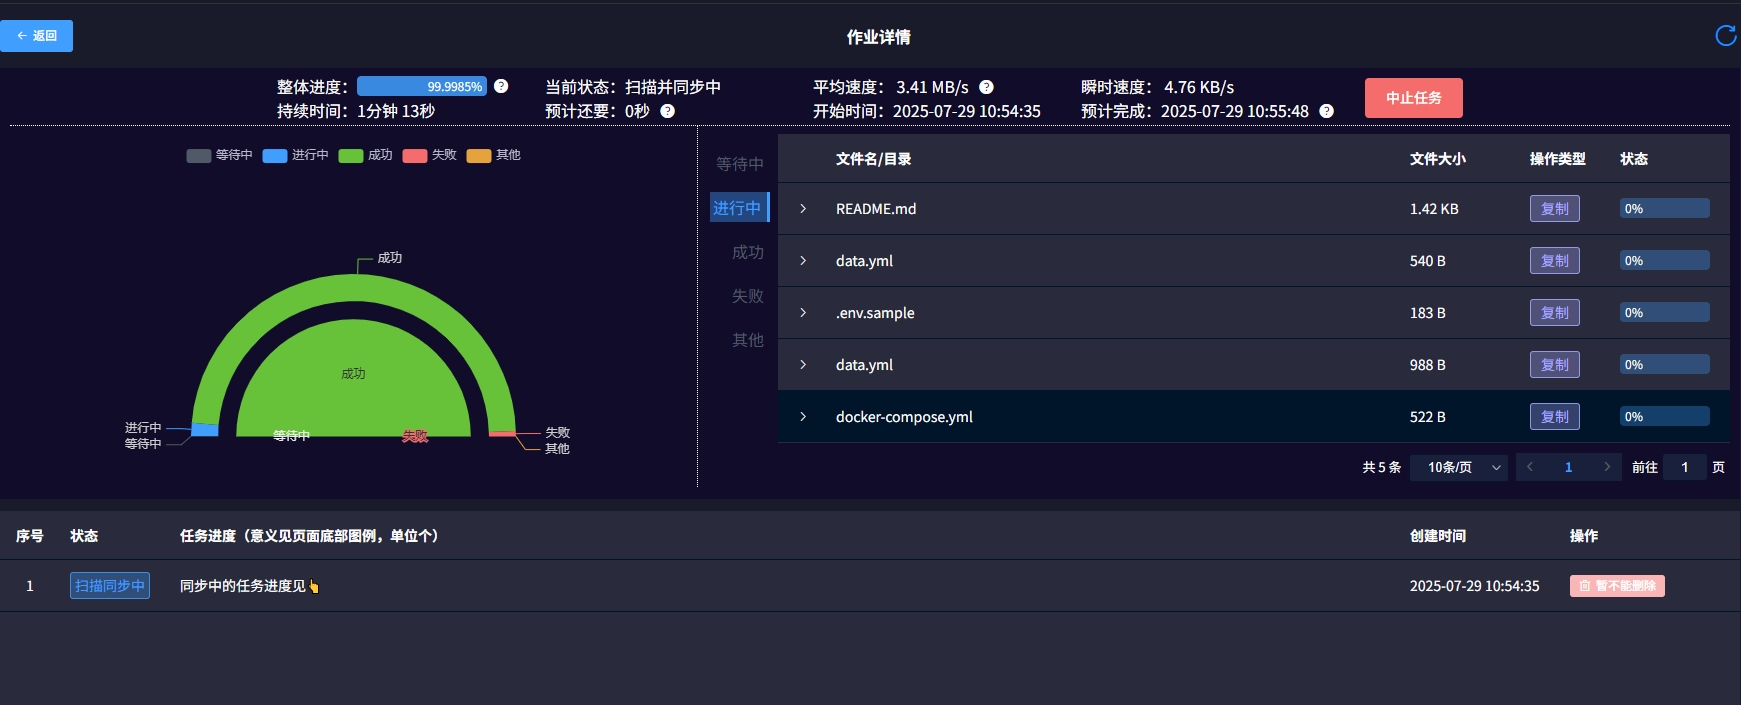 ← 返回
作业详情
整体进度： 99.9985% ? 当前状态：扫描并同步中 平均速度： 3.41 MB/s ? 瞬时速度： 4.76 KB/s
持续时间：1分钟 13秒 预计还要：0秒 ? 开始时间：2025-07-29 10:54:35 预计完成：2025-07-29 10:55:48 ?
中止任务
等待中 进行中 成功 失败 其他
成功
成功
进行中
等待中
等待中
失败
失败
其他
等待中
进行中
成功
失败
其他
文件名/目录 文件大小 操作类型 状态
README.md 1.42 KB 复制 0%
data.yml 540 B 复制 0%
.env.sample 183 B 复制 0%
data.yml 988 B 复制 0%
docker-compose.yml 522 B 复制 0%
共 5 条 10条/页 1 前往 1 页
序号 状态 任务进度（意义见页面底部图例，单位个） 创建时间 操作
1 扫描同步中 同步中的任务进度见👆 2025-07-29 10:54:35 暂不能删除